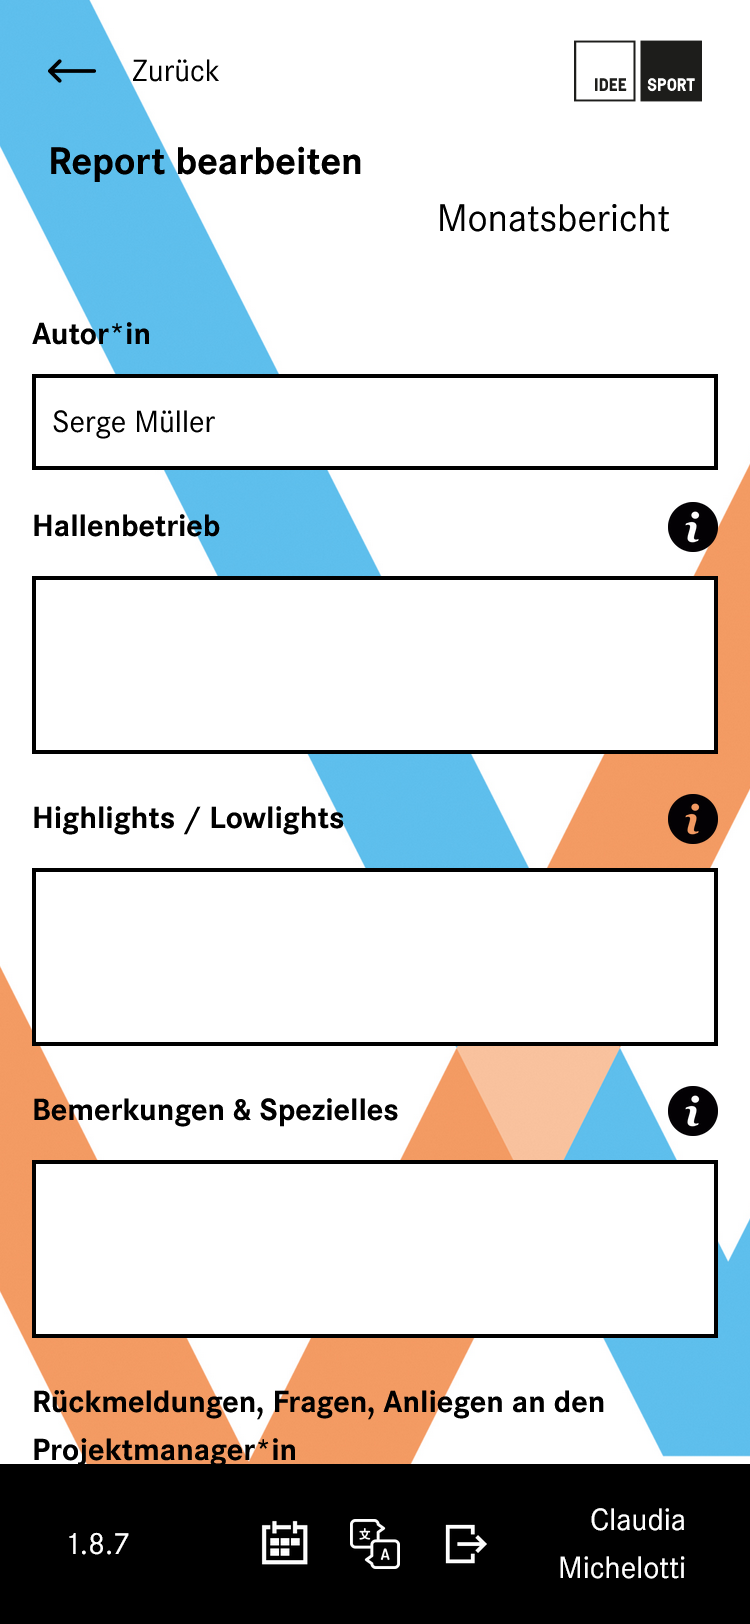 Zurück
IDEE SPORT
Report bearbeiten
Monatsbericht
Autor*in
Serge Müller
Hallenbetrieb
Highlights / Lowlights
Bemerkungen & Spezielles
Rückmeldungen, Fragen, Anliegen an den
Projektmanager*in
1.8.7
文
A
Claudia
Michelotti